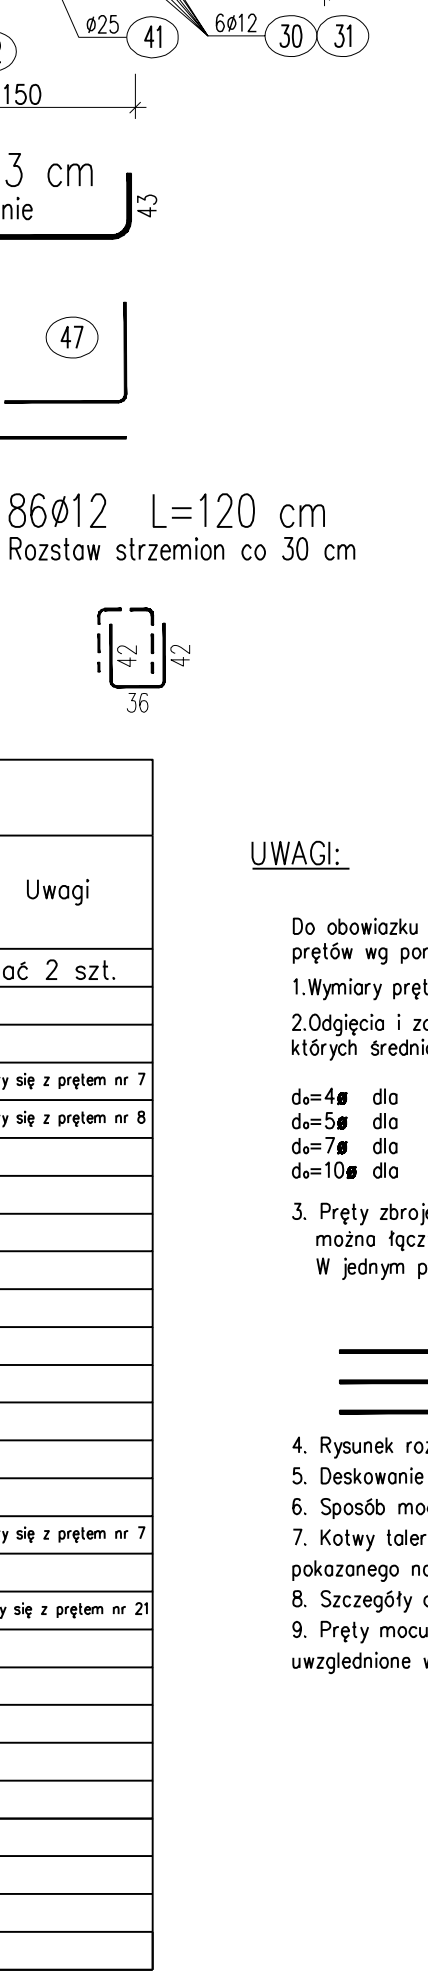 ø25 41 6ø12 30 31
150
3 cm
nie
43
47
86ø12 L=120 cm
Rozstaw strzemion co 30 cm
42 42
36
Uwagi
ać 2 szt.
y się z prętem nr 7
y się z prętem nr 8
y się z prętem nr 7
y się z prętem nr 21
UWAGI:
Do obowiazku
prętów wg por
1.Wymiary pręt
2.Odgięcia i za
których średnic
do=4ø dla
do=5ø dla
do=7ø dla
do=10ø dla
3. Pręty zbroje
można łącz
W jednym p
4. Rysunek roz
5. Deskowanie
6. Sposób moc
7. Kotwy taler
pokazanego na
8. Szczegóły
9. Pręty mocu
uwzglednione w